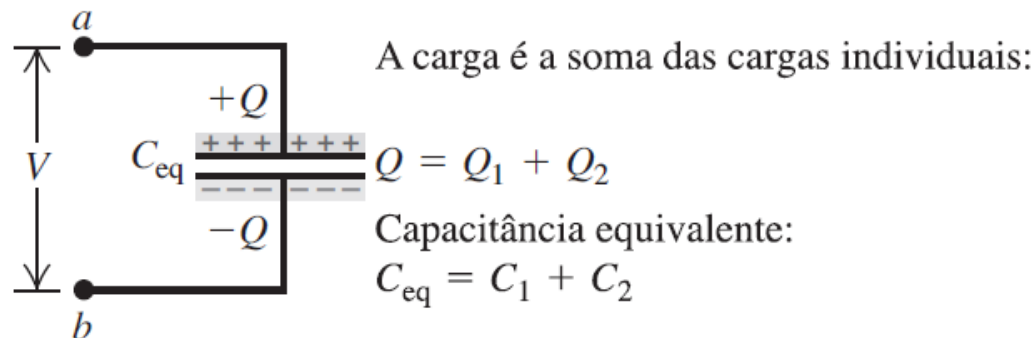 a
A carga é a soma das cargas individuais:
+Q
+ + + + + +
V
C_eq
Q = Q_1 + Q_2
− − − − − −
−Q
Capacitância equivalente:
C_eq = C_1 + C_2
b